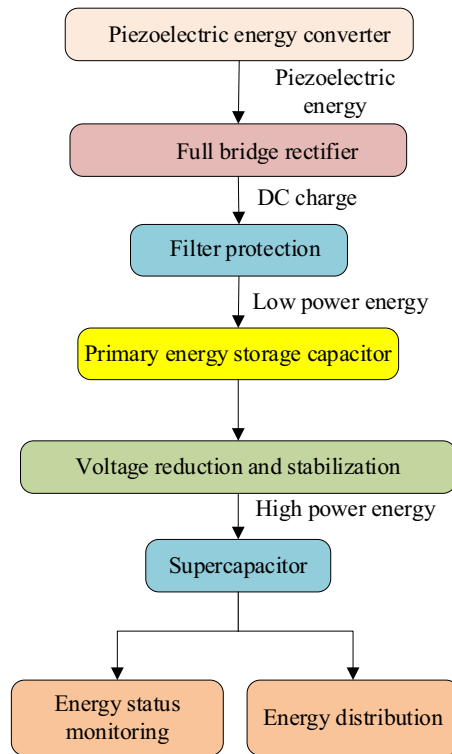 Piezoelectric energy converter
Piezoelectric
energy
Full bridge rectifier
DC charge
Filter protection
Low power energy
Primary energy storage capacitor
Voltage reduction and stabilization
High power energy
Supercapacitor
Energy status
monitoring
Energy distribution